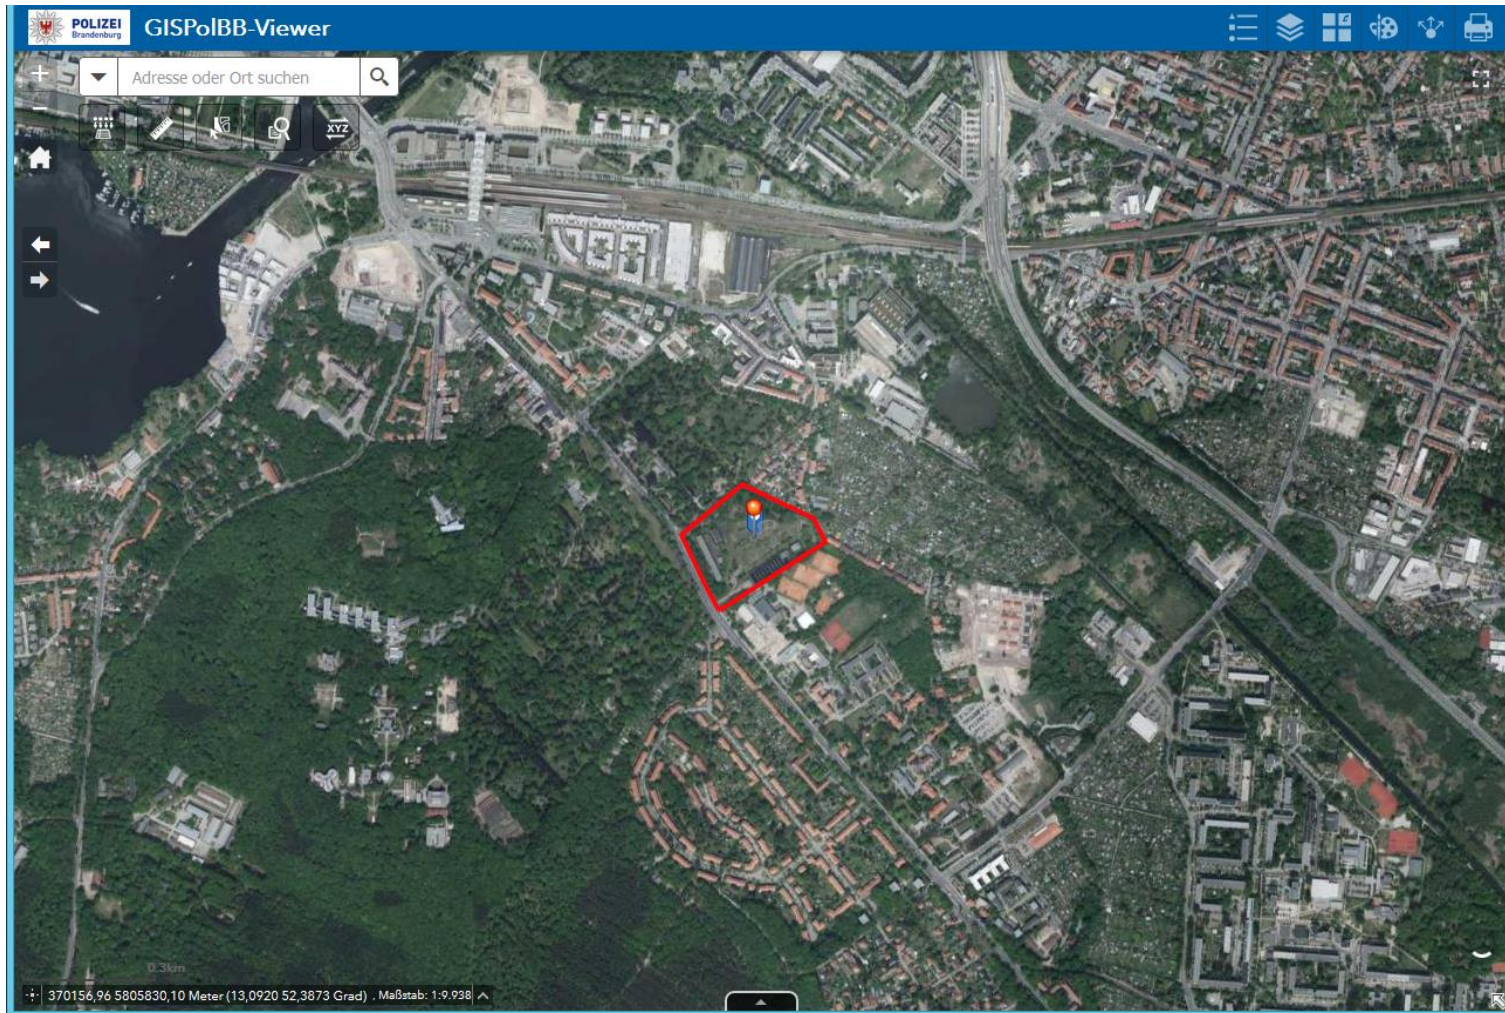 POLIZEI
Brandenburg
GISPolBB-Viewer
Adresse oder Ort suchen
XYZ
0.3km
370156,96 5805830,10 Meter (13,0920 52,3873 Grad) . Maßstab: 1:9.938